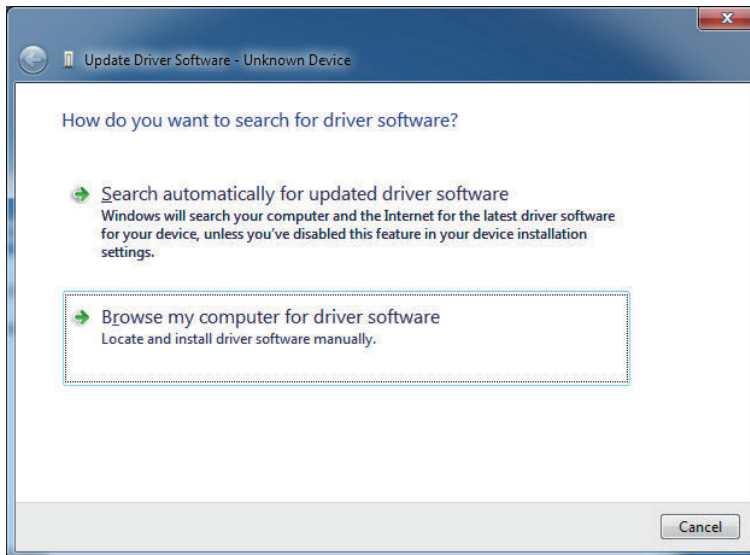 x
Update Driver Software - Unknown Device
How do you want to search for driver software?
Search automatically for updated driver software
Windows will search your computer and the Internet for the latest driver software
for your device, unless you've disabled this feature in your device installation
settings.
Browse my computer for driver software
Locate and install driver software manually.
Cancel